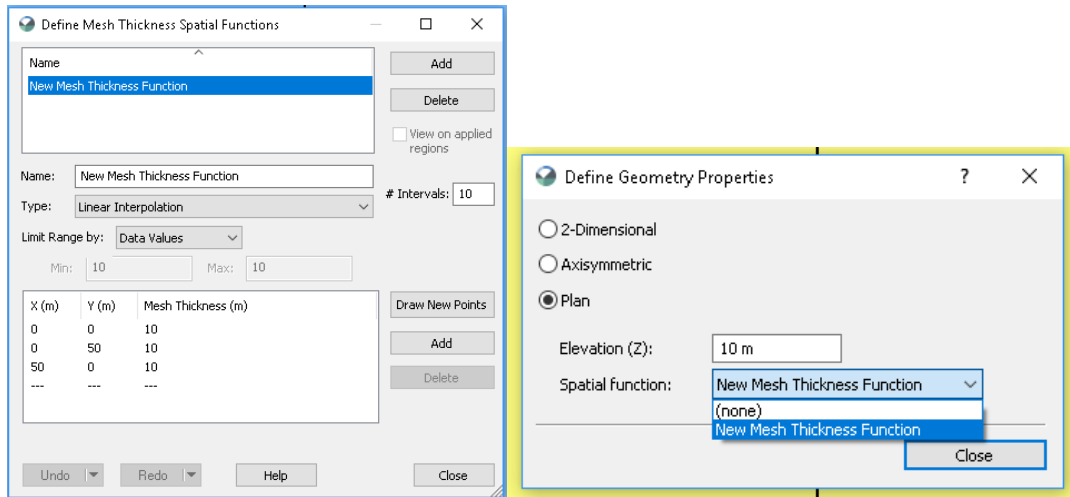 Define Mesh Thickness Spatial Functions
Name
Add
New Mesh Thickness Function
Delete
View on applied
regions
Name: New Mesh Thickness Function
# Intervals: 10
Type: Linear Interpolation
Limit Range by: Data Values
Min: 10 Max: 10
X (m) Y (m) Mesh Thickness (m)
Draw New Points
0 0 10
0 50 10
Add
50 0 10
--- --- ---
Delete
Undo Redo Help Close
Define Geometry Properties ?
2-Dimensional
Axisymmetric
Plan
Elevation (Z): 10 m
Spatial function: New Mesh Thickness Function
(none)
New Mesh Thickness Function
Close